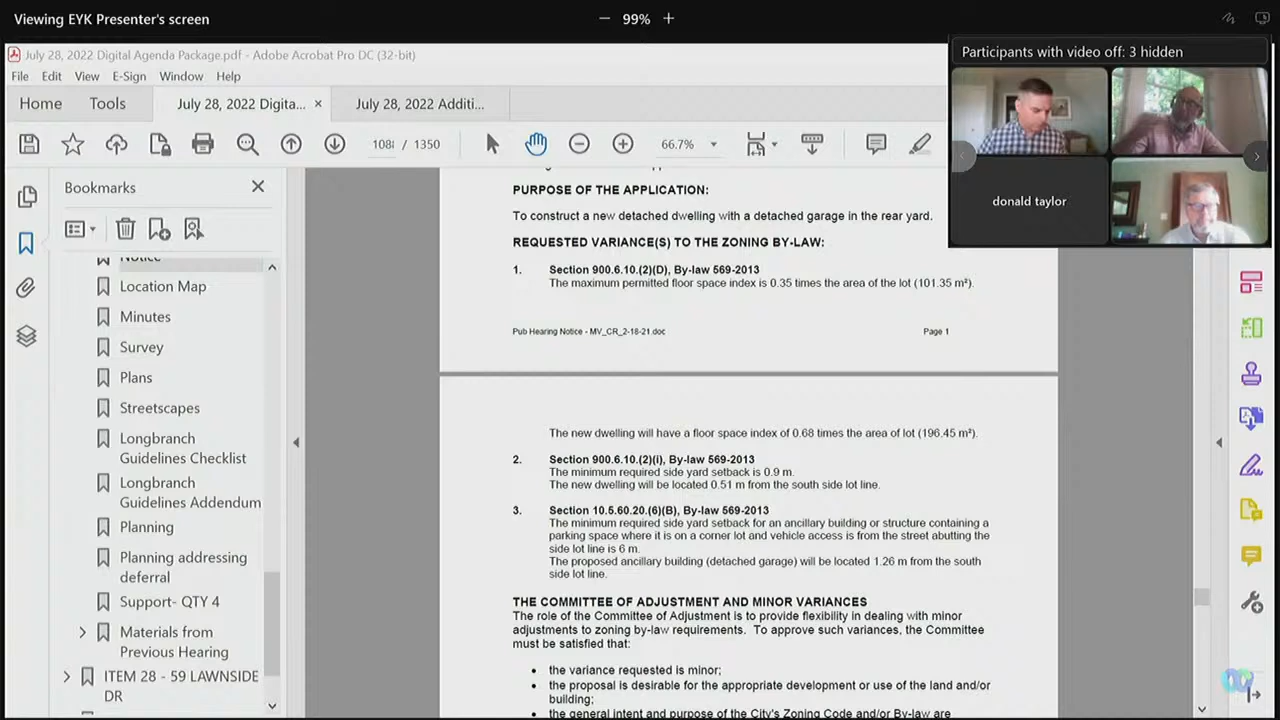 Viewing EYK Presenter's screen
99%
Participants with video off: 3 hidden
July 28, 2022 Digital Agenda Package.pdf - Adobe Acrobat Pro DC (32-bit)
File Edit View E-Sign Window Help
Home Tools July 28, 2022 Digita... July 28, 2022 Additi...
108 / 1350
66.7%
donald taylor
Bookmarks
Notice
Location Map
Minutes
Survey
Plans
Streetscapes
Longbranch
Guidelines Checklist
Longbranch
Guidelines Addendum
Planning
Planning addressing
deferral
Support- QTY 4
Materials from
Previous Hearing
ITEM 28 - 59 LAWNSIDE
DR
PURPOSE OF THE APPLICATION:
To construct a new detached dwelling with a detached garage in the rear yard.
REQUESTED VARIANCE(S) TO THE ZONING BY-LAW:
1. Section 900.6.10.(2)(D), By-law 569-2013
The maximum permitted floor space index is 0.35 times the area of the lot (101.35 m²).
Pub Hearing Notice - MV_CR_2-18-21.doc Page 1
The new dwelling will have a floor space index of 0.68 times the area of lot (196.45 m²).
2. Section 900.6.10.(2)(i), By-law 569-2013
The minimum required side yard setback is 0.9 m.
The new dwelling will be located 0.51 m from the south side lot line.
3. Section 10.5.60.20.(6)(B), By-law 569-2013
The minimum required side yard setback for an ancillary building or structure containing a
parking space where it is on a corner lot and vehicle access is from the street abutting the
side lot line is 6 m.
The proposed ancillary building (detached garage) will be located 1.26 m from the south
side lot line.
THE COMMITTEE OF ADJUSTMENT AND MINOR VARIANCES
The role of the Committee of Adjustment is to provide flexibility in dealing with minor
adjustments to zoning by-law requirements. To approve such variances, the Committee
must be satisfied that:
• the variance requested is minor;
• the proposal is desirable for the appropriate development or use of the land and/or
building;
• the general intent and purpose of the City's Zoning Code and/or By-law are